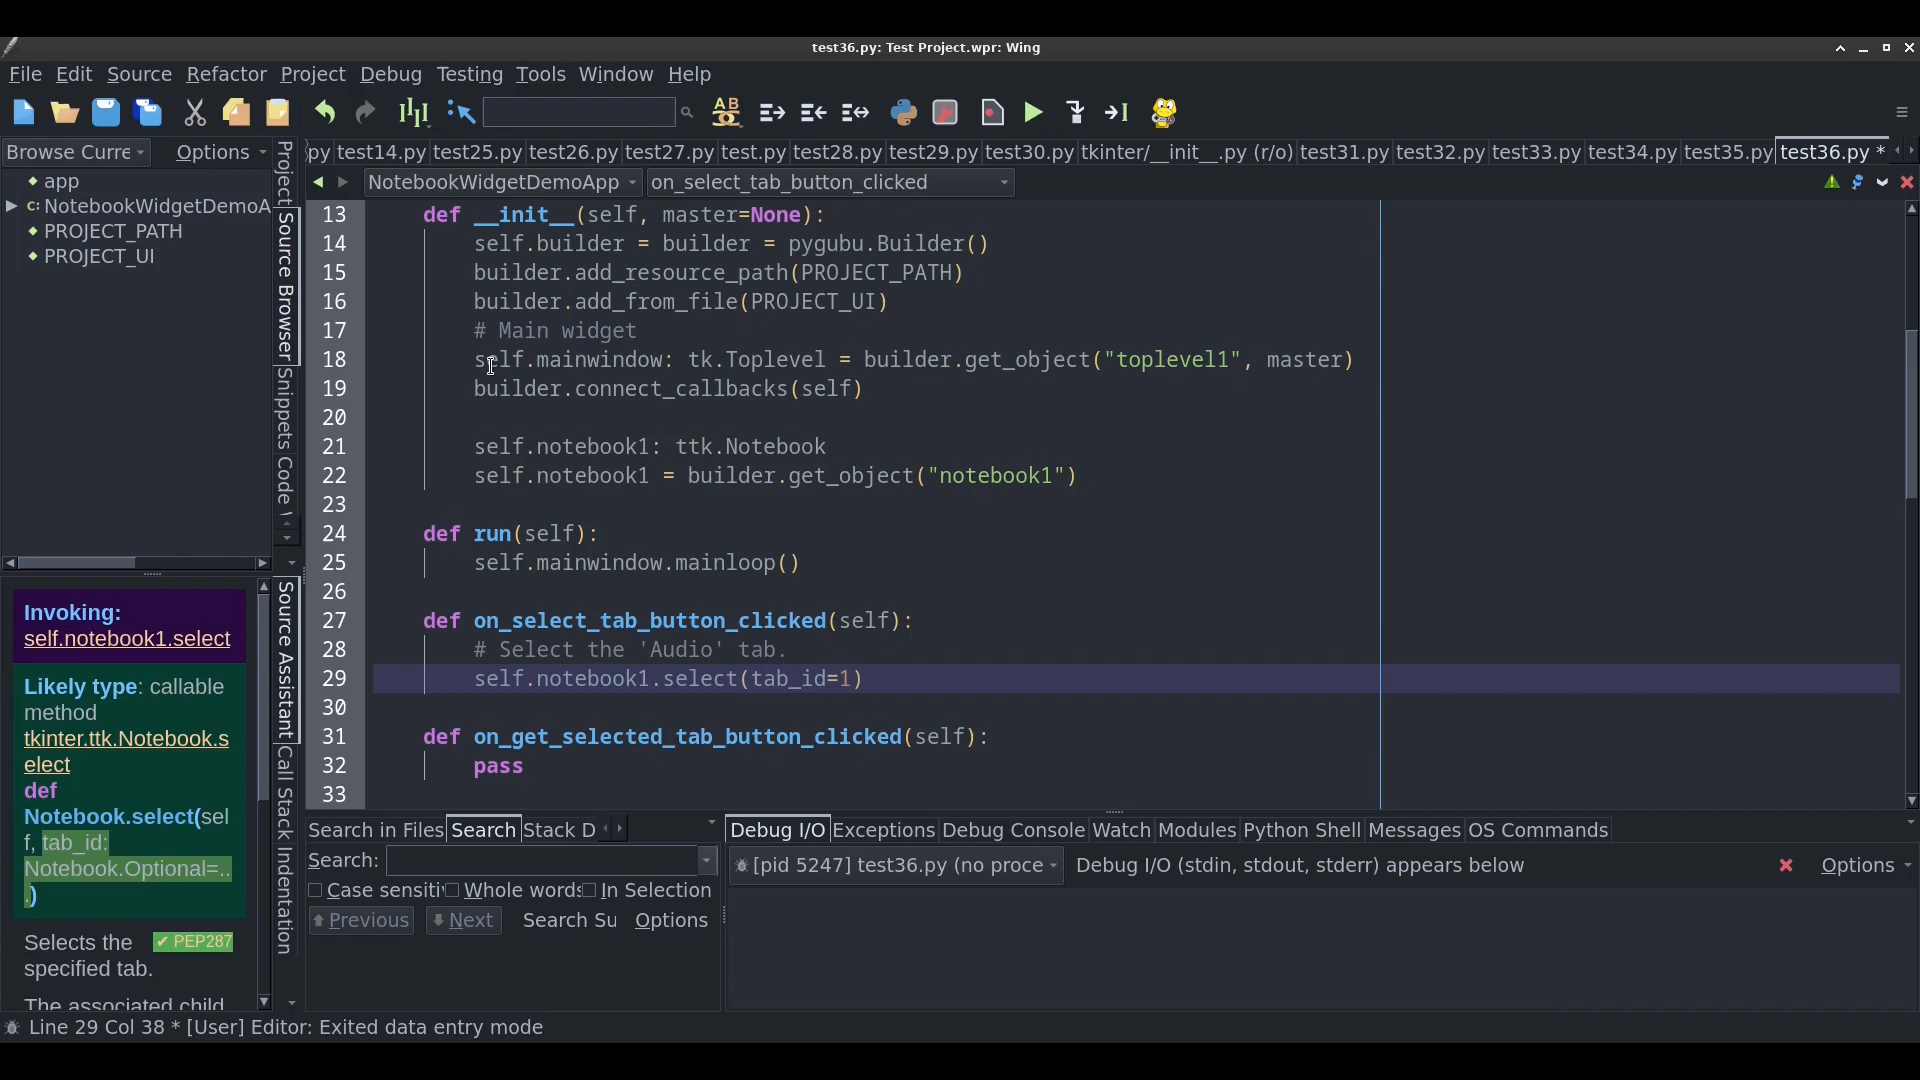 test36.py: Test Project.wpr: Wing
File Edit Source Refactor Project Debug Testing Tools Window Help
Browse Curre Options
py test14.py test25.py test26.py test27.py test.py test28.py test29.py test30.py tkinter/__init__.py (r/o) test31.py test32.py test33.py test34.py test35.py test36.py *
NotebookWidgetDemoApp on_select_tab_button_clicked
app
C: NotebookWidgetDemoA
PROJECT_PATH
PROJECT_UI
Project
Source Browser
Snippets
Code
13 def __init__(self, master=None):
14 self.builder = builder = pygubu.Builder()
15 builder.add_resource_path(PROJECT_PATH)
16 builder.add_from_file(PROJECT_UI)
17 # Main widget
18 self.mainwindow: tk.Toplevel = builder.get_object("toplevel1", master)
19 builder.connect_callbacks(self)
20
21 self.notebook1: ttk.Notebook
22 self.notebook1 = builder.get_object("notebook1")
23
24 def run(self):
25 self.mainwindow.mainloop()
26
27 def on_select_tab_button_clicked(self):
28 # Select the 'Audio' tab.
29 self.notebook1.select(tab_id=1)
30
31 def on_get_selected_tab_button_clicked(self):
32 pass
33
Invoking:
self.notebook1.select
Likely type: callable
method
tkinter.ttk.Notebook.s
elect
def
Notebook.select(sel
f, tab_id:
Notebook.Optional=..
.)
Selects the ✔ PEP287
specified tab.
The associated child
Source Assistant
Call Stack
Indentation
Search in Files Search Stack D
Search:
Case sensitiv Whole words In Selection
Previous Next Search Su Options
Debug I/O Exceptions Debug Console Watch Modules Python Shell Messages OS Commands
[pid 5247] test36.py (no proce Debug I/O (stdin, stdout, stderr) appears below Options
Line 29 Col 38 * [User] Editor: Exited data entry mode